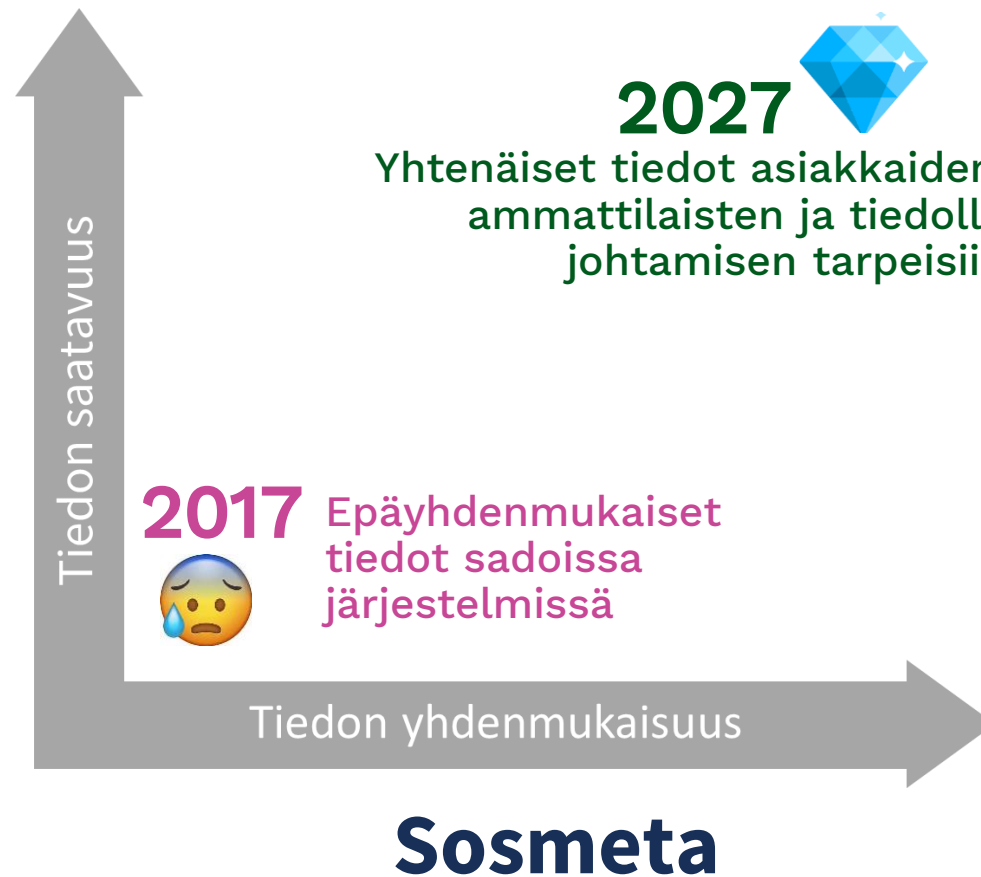 2027
Yhtenäiset tiedot asiakkaiden
ammattilaisten ja tiedoll
johtamisen tarpeisii
Tiedon saatavuus
2017
Epäyhdenmukaiset
tiedot sadoissa
järjestelmissä
Tiedon yhdenmukaisuus
Sosmeta